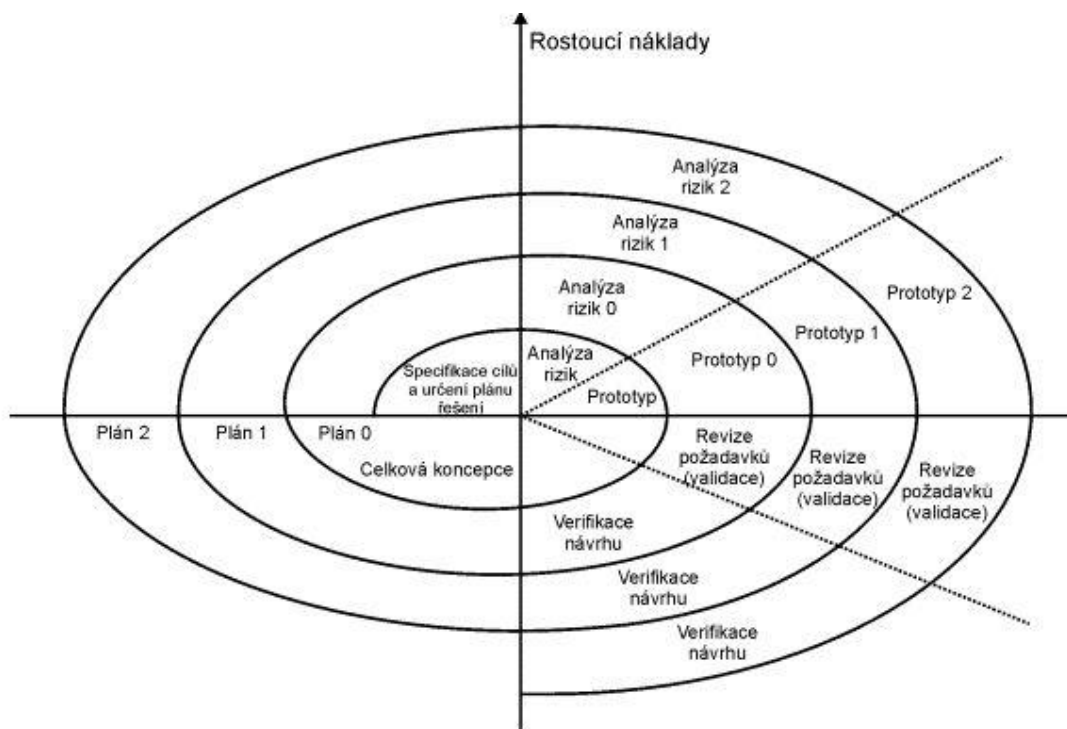 Rostoucí náklady
Analýza
rizik 2
Analýza
rizik 1
Analýza
rizik 0
Prototyp 2
Prototyp 1
Prototyp 0
Specifikace cílů
a určení plánu
řešení
Analýza
rizik
Prototyp
Plán 2
Plán 1
Plán 0
Celková koncepce
Revize
požadavků
(validace)
Revize
požadavků
(validace)
Revize
požadavků
(validace)
Verifikace
návrhu
Verifikace
návrhu
Verifikace
návrhu